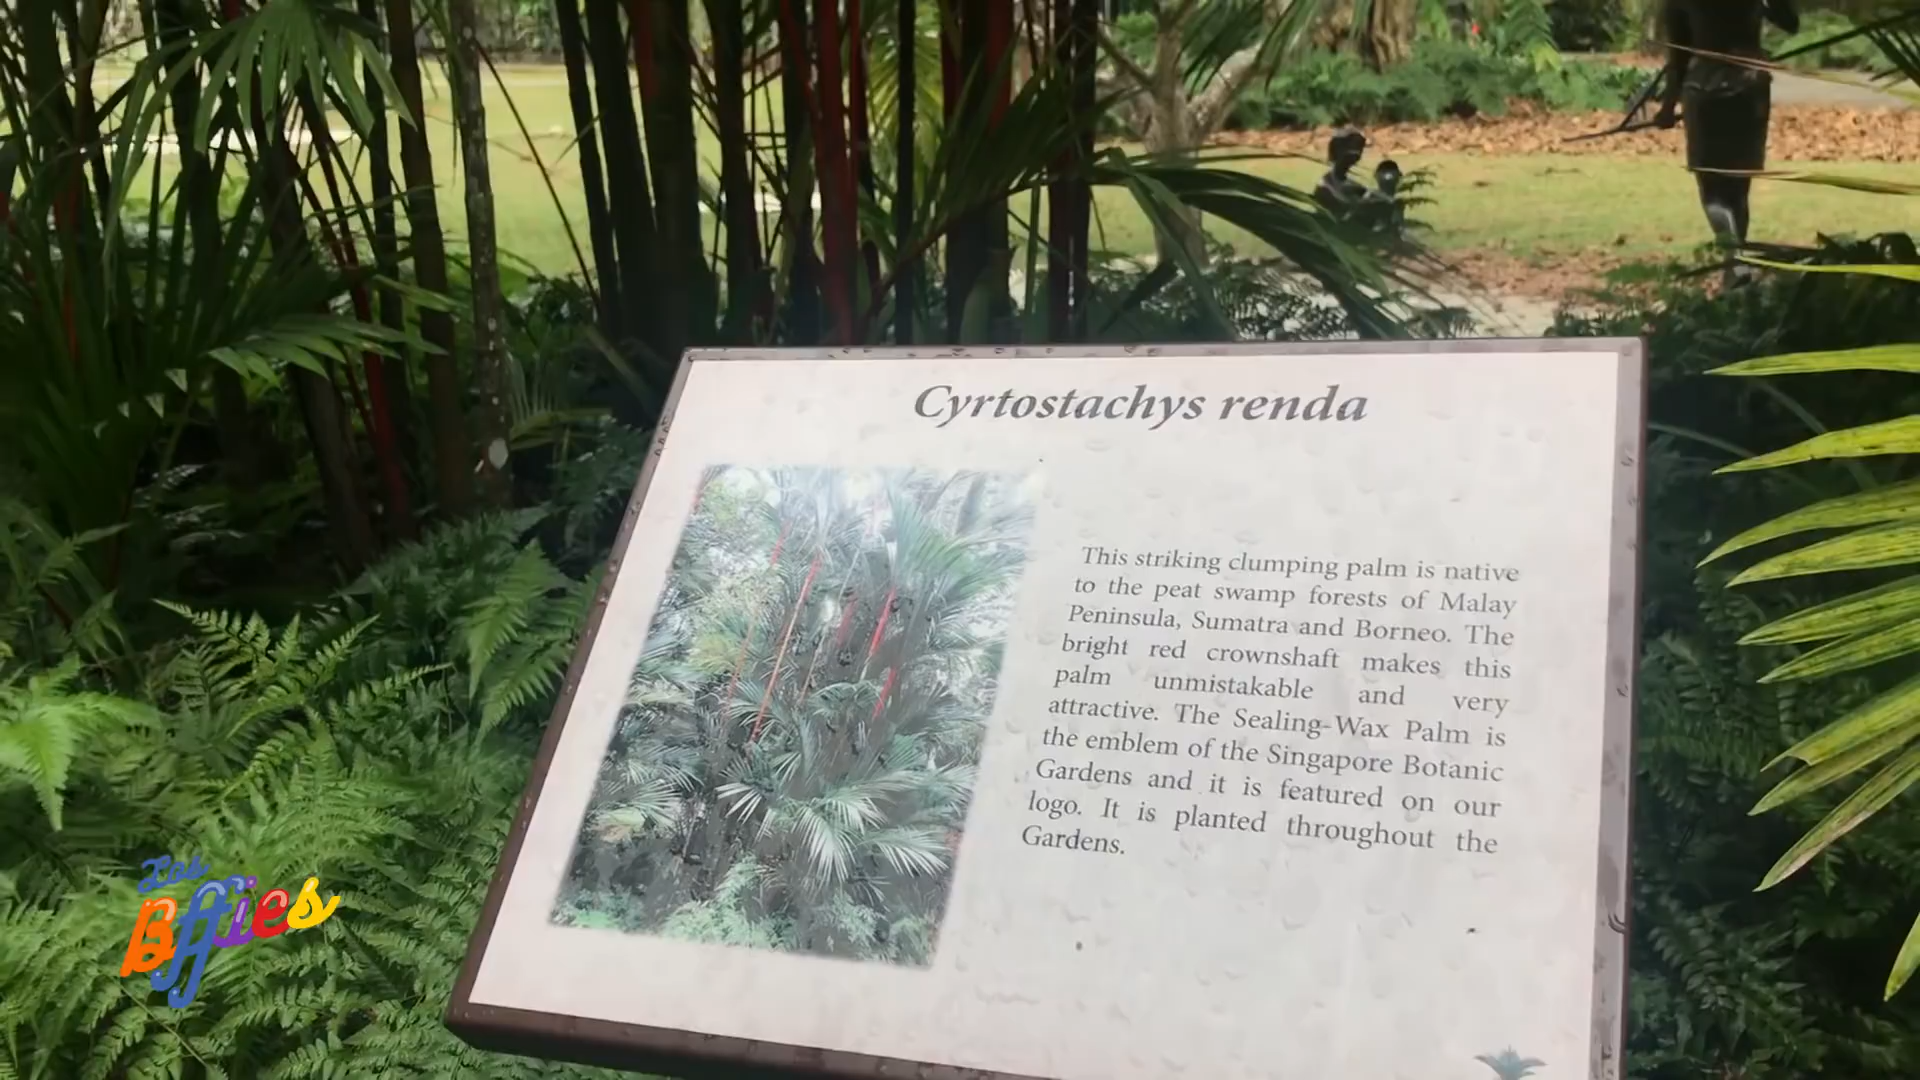 Cyrtostachys renda
This striking clumping palm is native
to the peat swamp forests of Malay
Peninsula, Sumatra and Borneo. The
bright red crownshaft makes this
palm unmistakable and very
attractive. The Sealing-Wax Palm is
the emblem of the Singapore Botanic
Gardens and it is featured on our
logo. It is planted throughout the
Gardens.
Los
BFFies